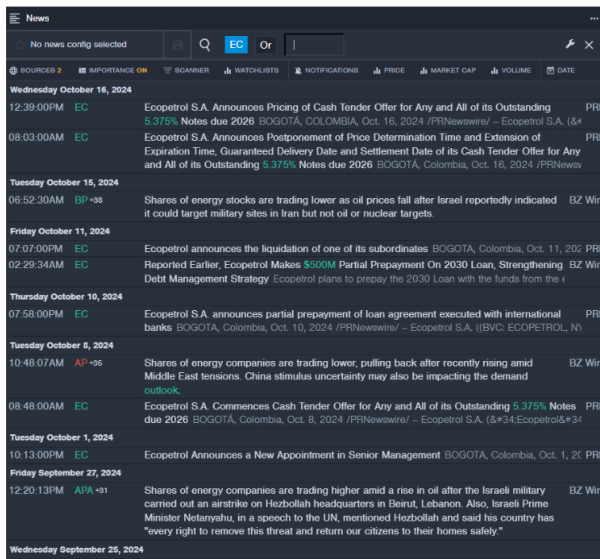 News
No news config selected EC Or
SOURCES 2 IMPORTANCE ON SCANNER WATCHLISTS NOTIFICATIONS PRICE MARKET CAP VOLUME DATE
Wednesday October 16, 2024
12:39:00PM EC Ecopetrol S.A. Announces Pricing of Cash Tender Offer for Any and All of its Outstanding PR
5.375% Notes due 2026 BOGOTÁ, COLOMBIA, Oct. 16, 2024 /PRNewswire/ – Ecopetrol S.A. (&#
08:03:00AM EC Ecopetrol S.A. Announces Postponement of Price Determination Time and Extension of PR
Expiration Time, Guaranteed Delivery Date and Settlement Date of its Cash Tender Offer for Any
and All of its Outstanding 5.375% Notes due 2026 BOGOTÁ, Colombia, Oct. 16, 2024 /PRNewsw
Tuesday October 15, 2024
06:52:30AM BP +38 Shares of energy stocks are trading lower as oil prices fall after Israel reportedly indicated BZ Wir
it could target military sites in Iran but not oil or nuclear targets.
Friday October 11, 2024
07:07:00PM EC Ecopetrol announces the liquidation of one of its subordinates BOGOTA, Colombia, Oct. 11, 202 PR
02:29:34AM EC Reported Earlier, Ecopetrol Makes $500M Partial Prepayment On 2030 Loan, Strengthening BZ Wir
Debt Management Strategy Ecopetrol plans to prepay the 2030 Loan with the funds from the
Thursday October 10, 2024
07:58:00PM EC Ecopetrol S.A. announces partial prepayment of loan agreement executed with international PR
banks BOGOTA, Colombia, Oct. 10, 2024 /PRNewswire/ – Ecopetrol S.A. ((BVC: ECOPETROL, NY
Tuesday October 8, 2024
10:48:07AM AP +35 Shares of energy companies are trading lower, pulling back after recently rising amid BZ Wir
Middle East tensions. China stimulus uncertainty may also be impacting the demand
outlook.
08:48:00AM EC Ecopetrol S.A. Commences Cash Tender Offer for Any and All of its Outstanding 5.375% Notes PR
due 2026 BOGOTÁ, Colombia, Oct. 8, 2024 /PRNewswire/ – Ecopetrol S.A. (&#34;Ecopetrol&#34
Tuesday October 1, 2024
10:13:00PM EC Ecopetrol Announces a New Appointment in Senior Management BOGOTA, Colombia, Oct. 1, 20 PR
Friday September 27, 2024
12:20:13PM APA +31 Shares of energy companies are trading higher amid a rise in oil after the Israeli military BZ Wir
carried out an airstrike on Hezbollah headquarters in Beirut, Lebanon. Also, Israeli Prime
Minister Netanyahu, in a speech to the UN, mentioned Hezbollah and said his country has
"every right to remove this threat and return our citizens to their homes safely."
Wednesday September 25, 2024